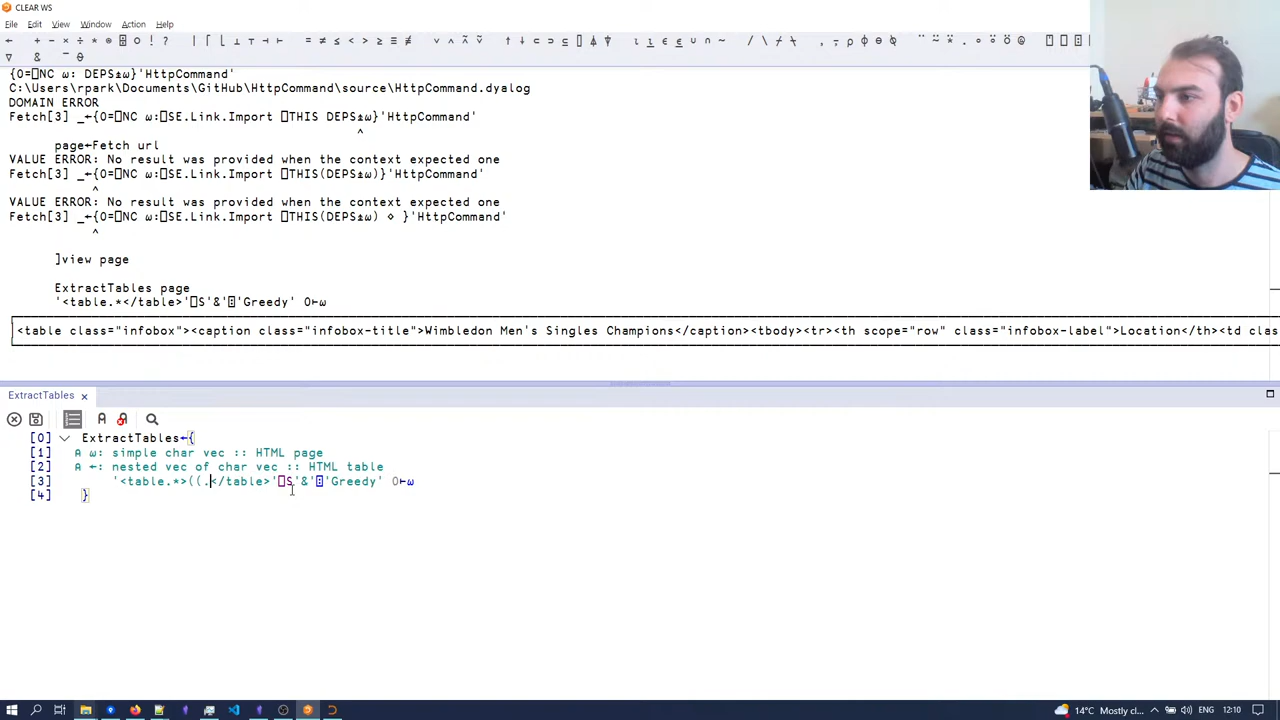 CLEAR WS
File Edit View Window Action Help
← + − × ÷ * ⍟ ⌹ ○ ! ? | ⌈ ⌊ ⊥ ⊤ ⊣ ⊢ = ≠ ≤ < > ≥ ≡ ≢ ∨ ∧ ⍲ ⍱ ↑ ↓ ⊂ ⊃ ⊆ ⌷ ⍋ ⍒ ⍳ ⍸ ∊ ⍷ ∪ ∩ ~ / \ ⌿ ⍀ , ⍪ ⍴ ⌽ ⊖ ⍉ ¨ ⍨ ⍣ . ∘ ⍤ ⍥ @
∇ & ¯
{0=⎕NC ⍵: DEPS⍎⍵}'HttpCommand'
C:\Users\rpark\Documents\GitHub\HttpCommand\source\HttpCommand.dyalog
DOMAIN ERROR
Fetch[3] _←{0=⎕NC ⍵:⎕SE.Link.Import ⎕THIS DEPS⍎⍵}'HttpCommand'
^
page←Fetch url
VALUE ERROR: No result was provided when the context expected one
Fetch[3] _←{0=⎕NC ⍵:⎕SE.Link.Import ⎕THIS(DEPS⍎⍵)}'HttpCommand'
^
VALUE ERROR: No result was provided when the context expected one
Fetch[3] _←{0=⎕NC ⍵:⎕SE.Link.Import ⎕THIS(DEPS⍎⍵) ⋄ }'HttpCommand'
^
]view page
ExtractTables page
'<table.*</table>'⎕S'&'⍠'Greedy' 0⊢⍵
<table class="infobox"><caption class="infobox-title">Wimbledon Men's Singles Champions</caption><tbody><tr><th scope="row" class="infobox-label">Location</th><td clas
ExtractTables ×
[0] ExtractTables←{
[1] ⍝ ⍵: simple char vec :: HTML page
[2] ⍝ ←: nested vec of char vec :: HTML table
[3] '<table.*>((.</table>'⎕S'&'⍠'Greedy' 0⊢⍵
[4] }
14°C Mostly cl... ENG 12:10